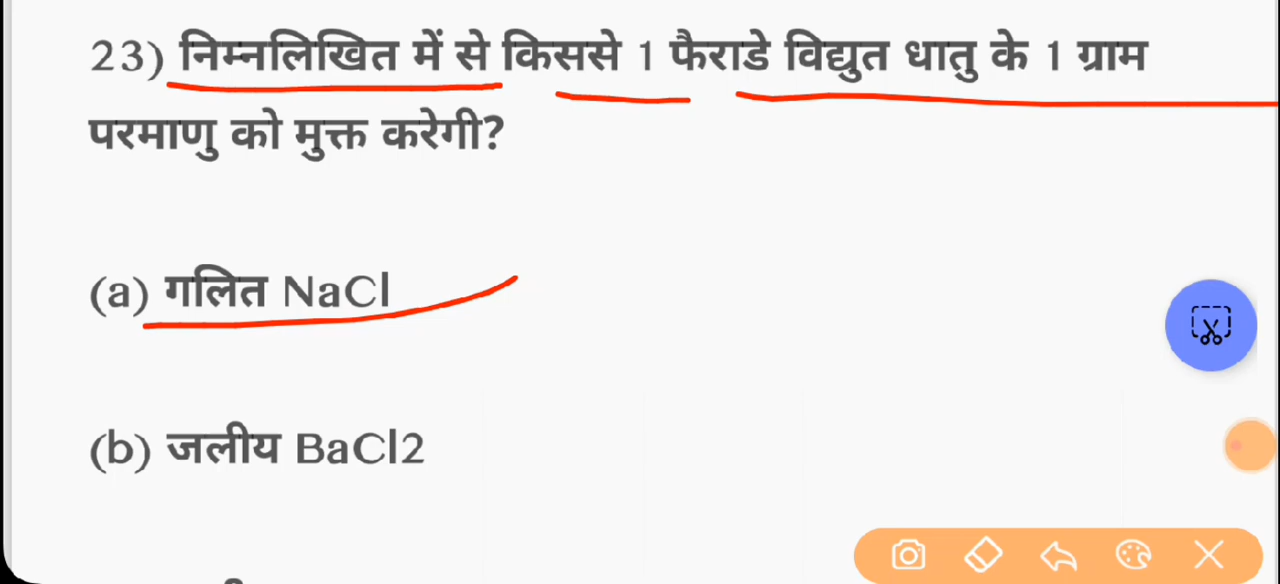 23) निम्नलिखित में से किससे 1 फैराडे विद्युत धातु के 1 ग्राम
परमाणु को मुक्त करेगी?
(a) गलित NaCl
(b) जलीय BaCl2